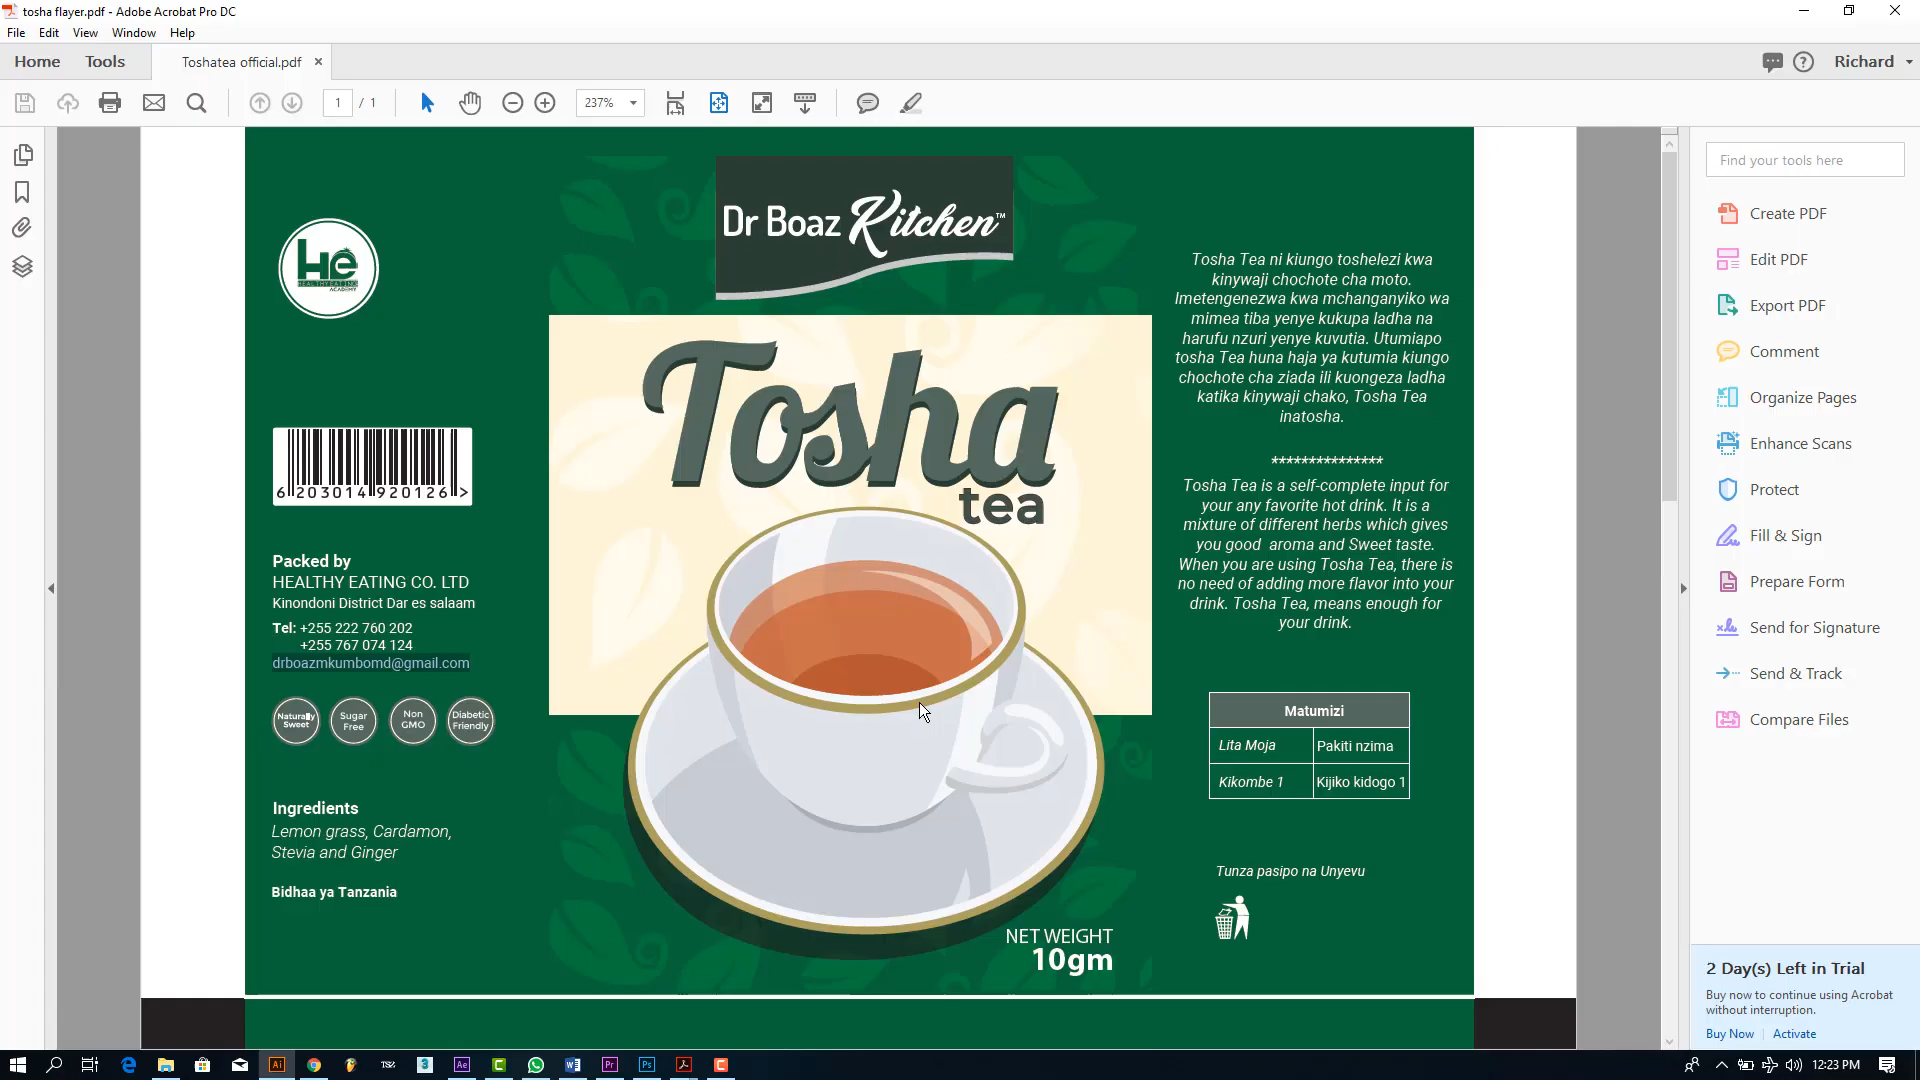 tosha flayer.pdf - Adobe Acrobat Pro DC
File Edit View Window Help
Home Tools Toshatea official.pdf ×
Richard
1 / 1
237%
Find your tools here
Create PDF
Edit PDF
Export PDF
Comment
Organize Pages
Enhance Scans
Protect
Fill & Sign
Prepare Form
Send for Signature
Send & Track
Compare Files
2 Day(s) Left in Trial
Buy now to continue using Acrobat
without interruption.
Buy Now Activate
He
HEALTHY EATING
ACADEMY
6 203014 920126 >
Packed by
HEALTHY EATING CO. LTD
Kinondoni District Dar es salaam
Tel: +255 222 760 202
+255 767 074 124
drboazmkumbomd@gmail.com
Naturally
Sweet
Sugar
Free
Non
GMO
Diabetic
Friendly
Ingredients
Lemon grass, Cardamon,
Stevia and Ginger
Bidhaa ya Tanzania
Dr Boaz Kitchen™
Tosha
tea
NET WEIGHT
10gm
Tosha Tea ni kiungo toshelezi kwa
kinywaji chochote cha moto.
Imetengenezwa kwa mchanganyiko wa
mimea tiba yenye kukupa ladha na
harufu nzuri yenye kuvutia. Utumiapo
tosha Tea huna haja ya kutumia kiungo
chochote cha ziada ili kuongeza ladha
katika kinywaji chako, Tosha Tea
inatosha.
***************
Tosha Tea is a self-complete input for
your any favorite hot drink. It is a
mixture of different herbs which gives
you good aroma and Sweet taste.
When you are using Tosha Tea, there is
no need of adding more flavor into your
drink. Tosha Tea, means enough for
your drink.
Matumizi
Lita Moja Pakiti nzima
Kikombe 1 Kijiko kidogo 1
Tunza pasipo na Unyevu
12:23 PM